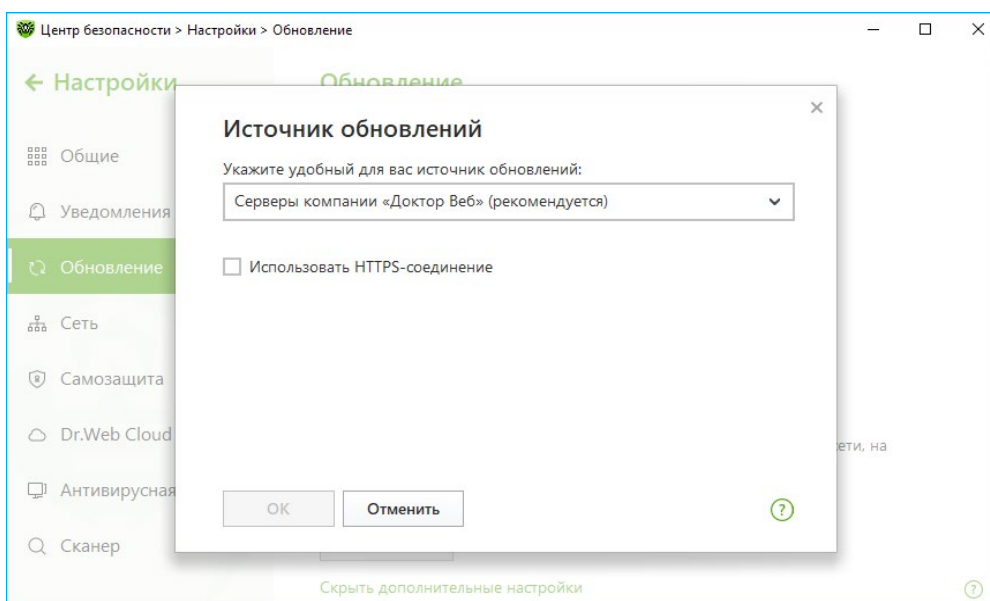 Центр безопасности > Настройки > Обновление
Настройки
Обновление
Общие
Уведомления
Обновление
Сеть
Самозащита
Dr.Web Cloud
Антивирусная
Сканер
Источник обновлений
Укажите удобный для вас источник обновлений:
Серверы компании «Доктор Веб» (рекомендуется)
Использовать HTTPS-соединение
OK
Отменить
?
ети, на
Скрыть дополнительные настройки
?